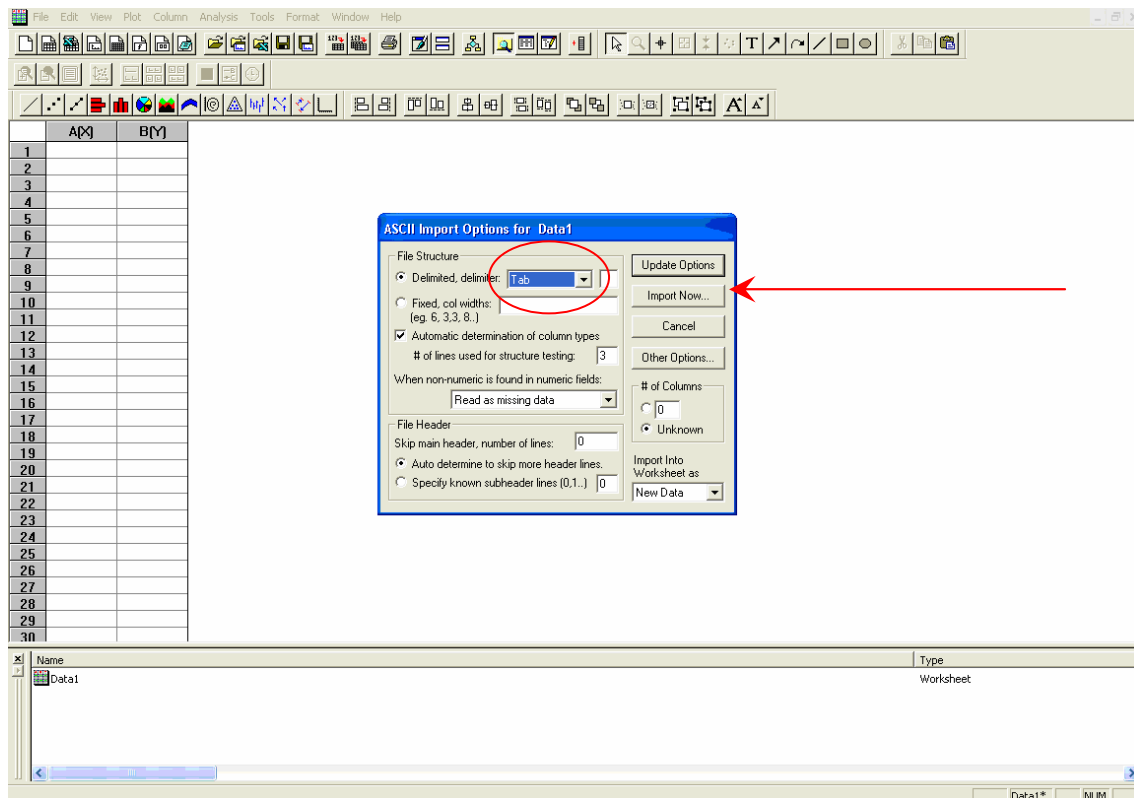 File Edit View Plot Column Analysis Tools Format Window Help
A(X) B(Y)
1
2
3
4
5
6
7
8
9
10
11
12
13
14
15
16
17
18
19
20
21
22
23
24
25
26
27
28
29
30
ASCII Import Options for Data1
File Structure
Delimited, delimiter: Tab
Fixed, col widths:
(eg. 6, 3,3, 8..)
Automatic determination of column types
# of lines used for structure testing: 3
When non-numeric is found in numeric fields:
Read as missing data
File Header
Skip main header, number of lines: 0
Auto determine to skip more header lines.
Specify known subheader lines (0,1..) 0
Update Options
Import Now...
Cancel
Other Options...
# of Columns
0
Unknown
Import Into
Worksheet as
New Data
Name Type
Data1 Worksheet
Data1* NUM